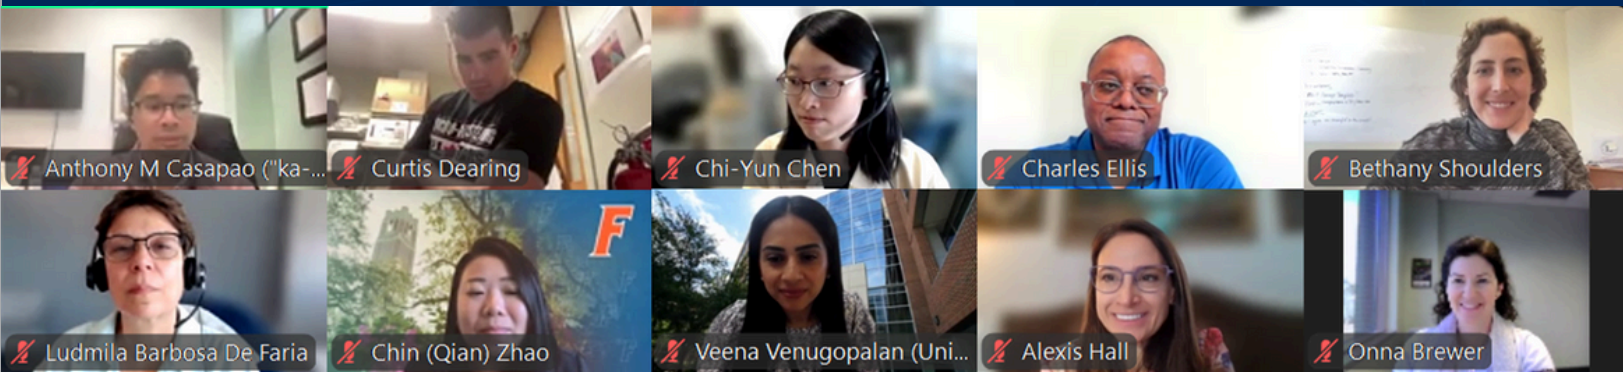 Anthony M Casapao ("ka-...
Curtis Dearing
Chi-Yun Chen
Charles Ellis
Bethany Shoulders
F
Ludmila Barbosa De Faria
Chin (Qian) Zhao
Veena Venugopalan (Uni...
Alexis Hall
Onna Brewer